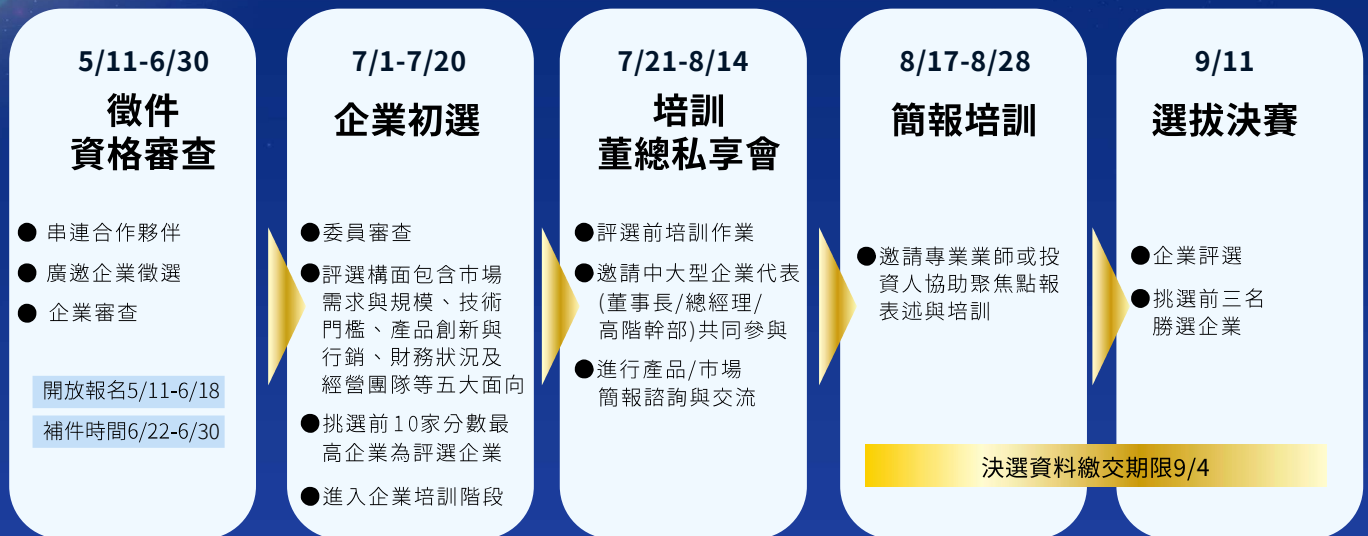 5/11-6/30
徵件
資格審查
● 串連合作夥伴
● 廣邀企業徵選
● 企業審查
開放報名5/11-6/18
補件時間6/22-6/30
7/1-7/20
企業初選
●委員審查
●評選構面包含市場
需求與規模、技術
門檻、產品創新與
行銷、財務狀況及
經營團隊等五大面向
●挑選前10家分數最
高企業為評選企業
●進入企業培訓階段
7/21-8/14
培訓
董總私享會
●評選前培訓作業
●邀請中大型企業代表
(董事長/總經理/
高階幹部)共同參與
●進行產品/市場
簡報諮詢與交流
8/17-8/28
簡報培訓
●邀請專業業師或投
資人協助聚焦點報
表述與培訓
9/11
選拔決賽
●企業評選
●挑選前三名
勝選企業
決選資料繳交期限9/4